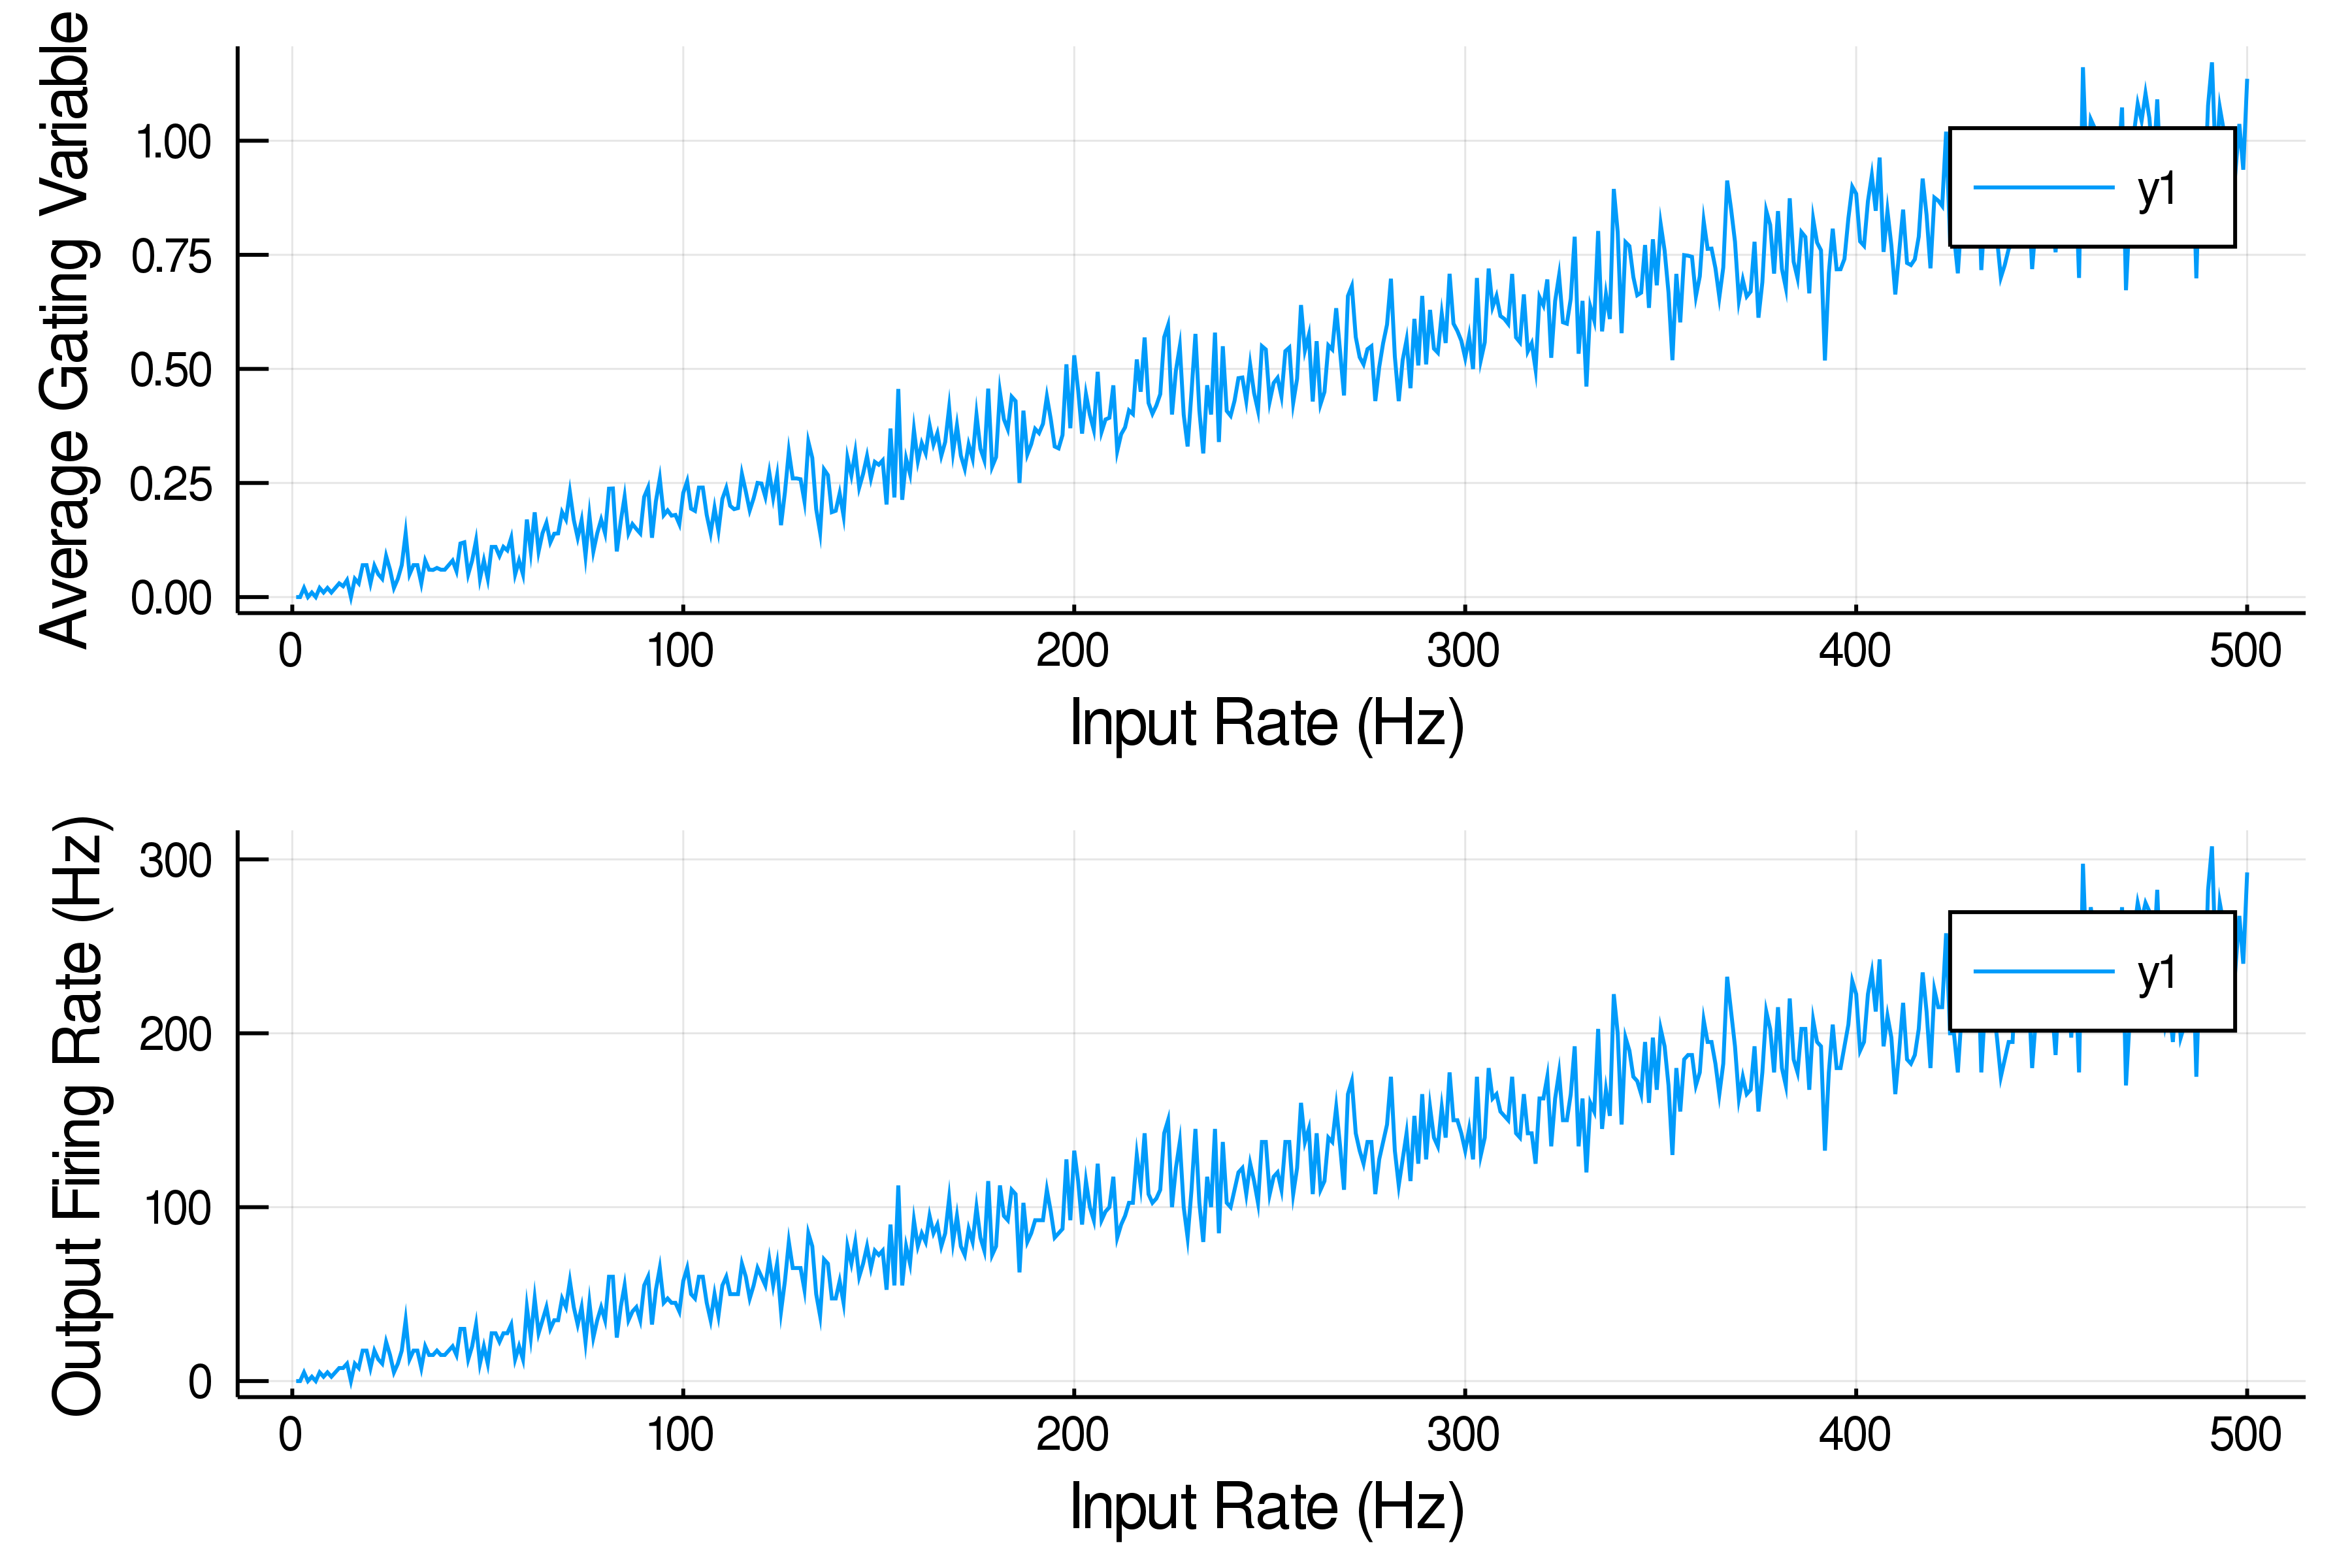 Average Gating Variable
1.00
0.75
0.50
0.25
0.00
y1
0 100 200 300 400 500
Input Rate (Hz)
Output Firing Rate (Hz)
300
200
100
0
y1
0 100 200 300 400 500
Input Rate (Hz)